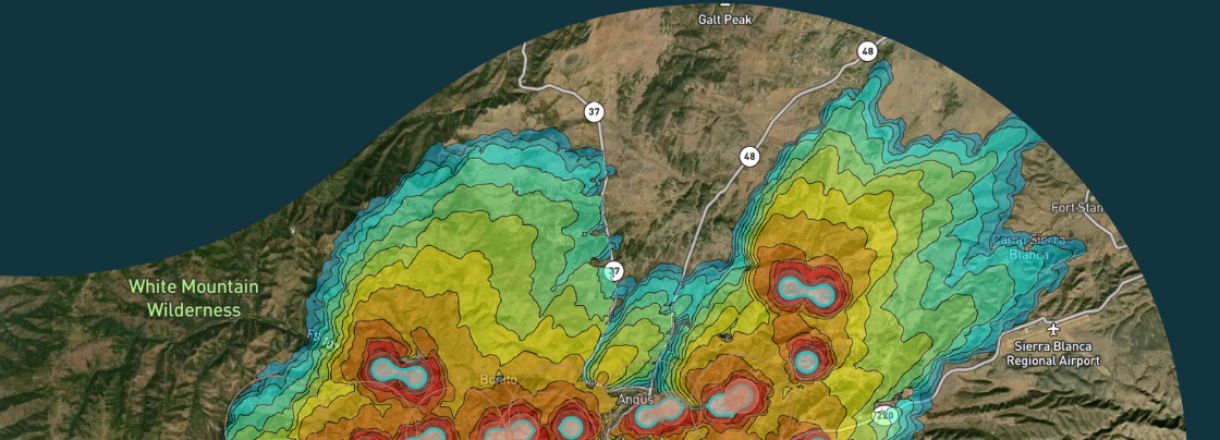 Galt Peak
48
37
48
Fort Stan
Camp Sierra
Blanca
37
White Mountain
Wilderness
Sierra Blanca
Regional Airport
Bonito
Angus
220